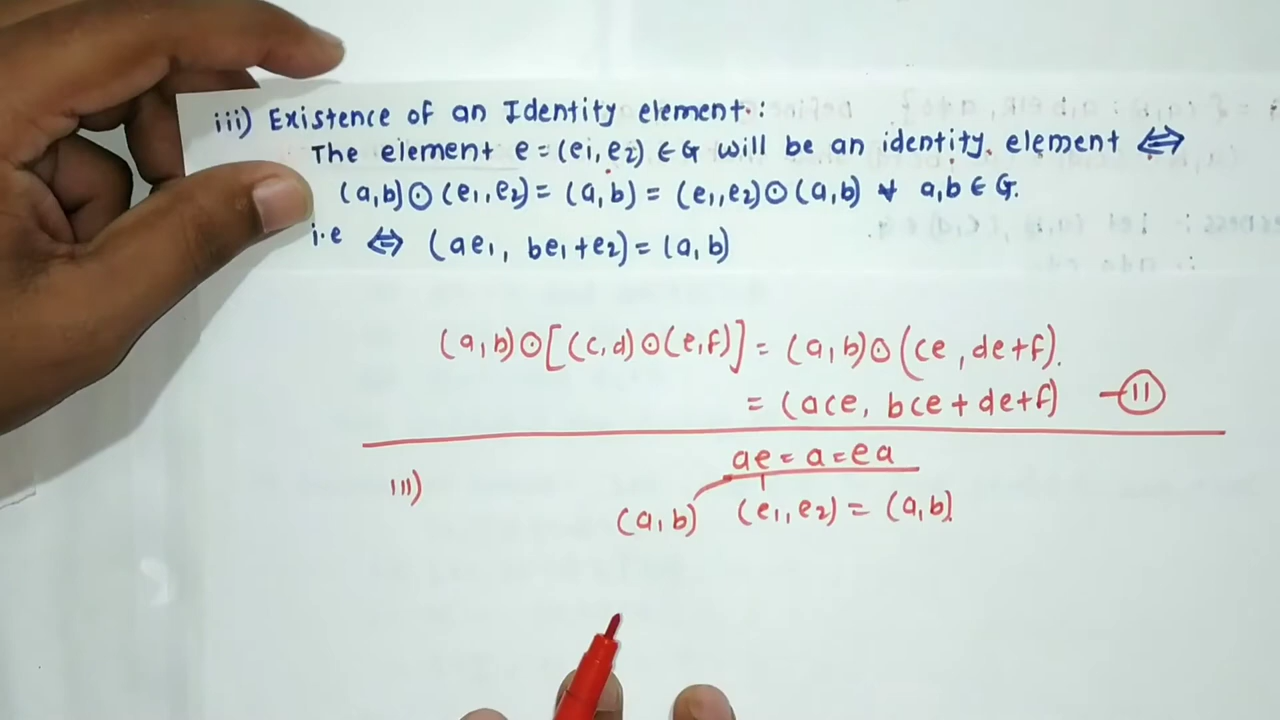 iii) Existence of an Identity element :
The element e = (e1, e2) ∈ G will be an identity element ⇔
(a,b)⊙(e1,e2) = (a,b) = (e1,e2)⊙(a,b) ∀ a,b ∈ G.
i.e ⇔ (ae1, be1+e2) = (a,b)
(a,b)⊙[(c,d)⊙(e,f)] = (a,b)⊙(ce, de+f).
= (ace, bce+de+f) -11
ae = a = ea
iii)
(a,b) (e1,e2) = (a,b).